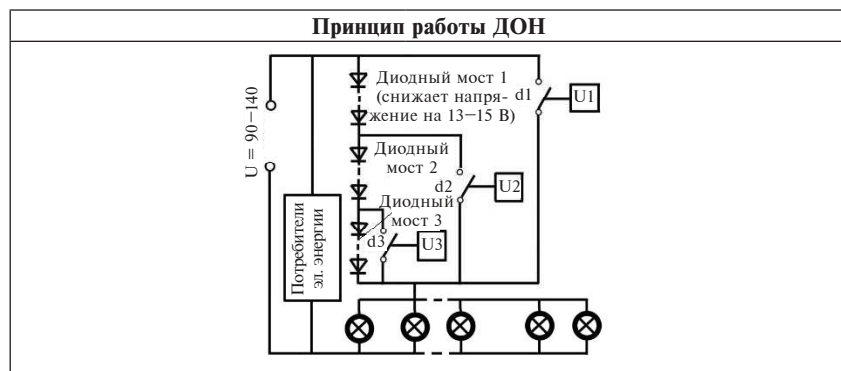 Принцип работы ДОН
Диодный мост 1
(снижает напря-
жение на 13–15 В)
d1
U1
U = 90–140
Диодный
мост 2
d2
U2
Диодный
мост 3
d3
U3
Потребители
эл. энергии